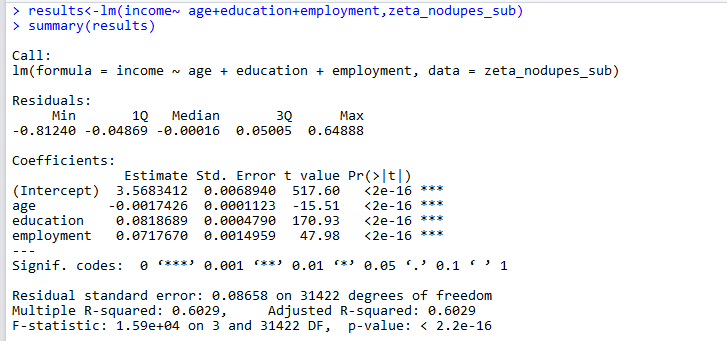 > results<-lm(income~ age+education+employment,zeta_nodupes_sub)
> summary(results)
Call:
lm(formula = income ~ age + education + employment, data = zeta_nodupes_sub)
Residuals:
     Min       1Q   Median       3Q      Max
-0.81240 -0.04869 -0.00016  0.05005  0.64888
Coefficients:
              Estimate Std. Error t value Pr(>|t|)
(Intercept)  3.5683412  0.0068940  517.60   <2e-16 ***
age         -0.0017426  0.0001123  -15.51   <2e-16 ***
education    0.0818689  0.0004790  170.93   <2e-16 ***
employment   0.0717670  0.0014959   47.98   <2e-16 ***
---
Signif. codes:  0 ‘***’ 0.001 ‘**’ 0.01 ‘*’ 0.05 ‘.’ 0.1 ‘ ’ 1
Residual standard error: 0.08658 on 31422 degrees of freedom
Multiple R-squared: 0.6029,	Adjusted R-squared: 0.6029
F-statistic: 1.59e+04 on 3 and 31422 DF,  p-value: < 2.2e-16